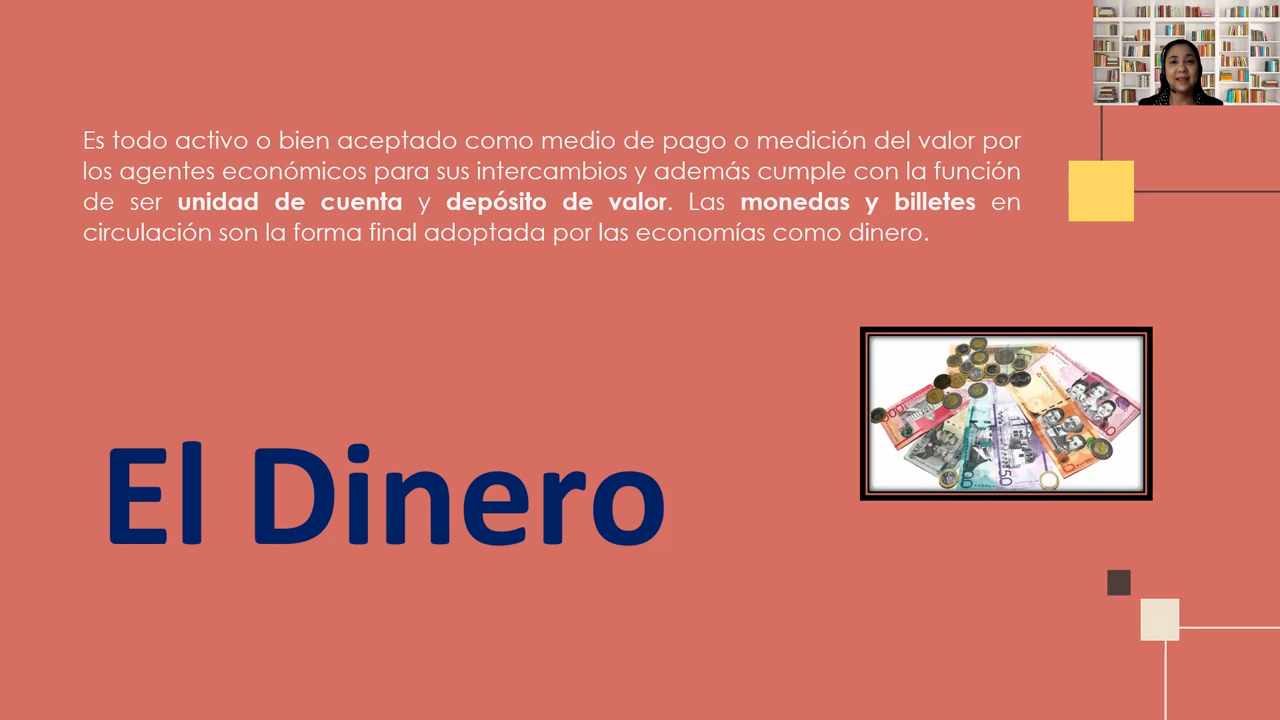 Es todo activo o bien aceptado como medio de pago o medición del valor por
los agentes económicos para sus intercambios y además cumple con la función
de ser unidad de cuenta y depósito de valor. Las monedas y billetes en
circulación son la forma final adoptada por las economías como dinero.
El Dinero